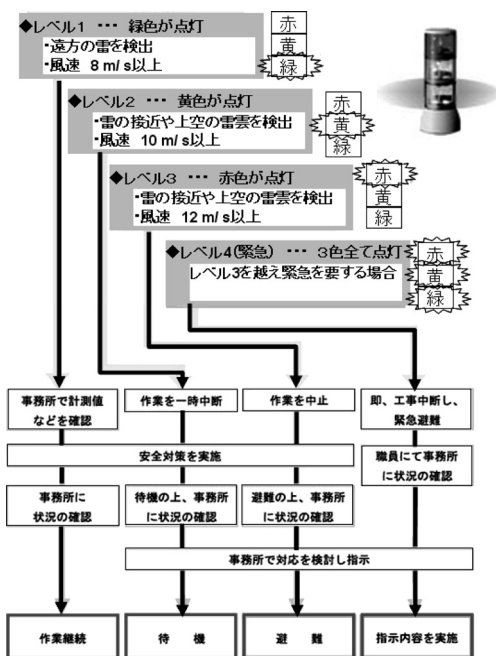 ◆レベル1 ･･･ 緑色が点灯
・遠方の雷を検出
・風速 8 m/s以上
赤
黄
緑
◆レベル2 ･･･ 黄色が点灯
・雷の接近や上空の雷雲を検出
・風速 10 m/s以上
赤
黄
緑
◆レベル3 ･･･ 赤色が点灯
・雷の接近や上空の雷雲を検出
・風速 12 m/s以上
赤
黄
緑
◆レベル4(緊急) ･･･ 3色全て点灯
レベル3を越え緊急を要する場合
赤
黄
緑
事務所で計測値
などを確認
作業を一時中断
作業を中止
即、工事中断し、
緊急避難
安全対策を実施
職員にて事務所
に状況の確認
事務所に
状況の確認
待機の上、事務所
に状況の確認
避難の上、事務所
に状況の確認
事務所で対応を検討し指示
作業継続
待 機
避 難
指示内容を実施